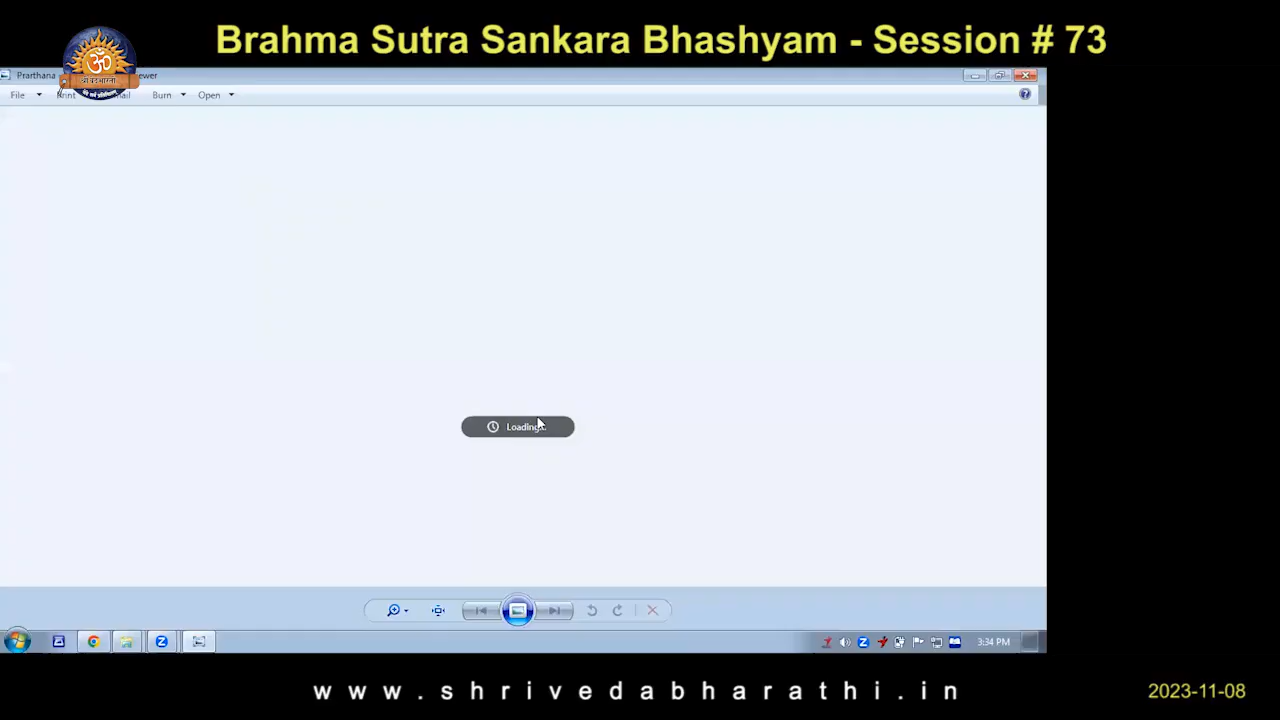 Brahma Sutra Sankara Bhashyam - Session # 73
Prarthana
File Print Burn Open
Loading...
3:34 PM
www.shrivedabharathi.in
2023-11-08